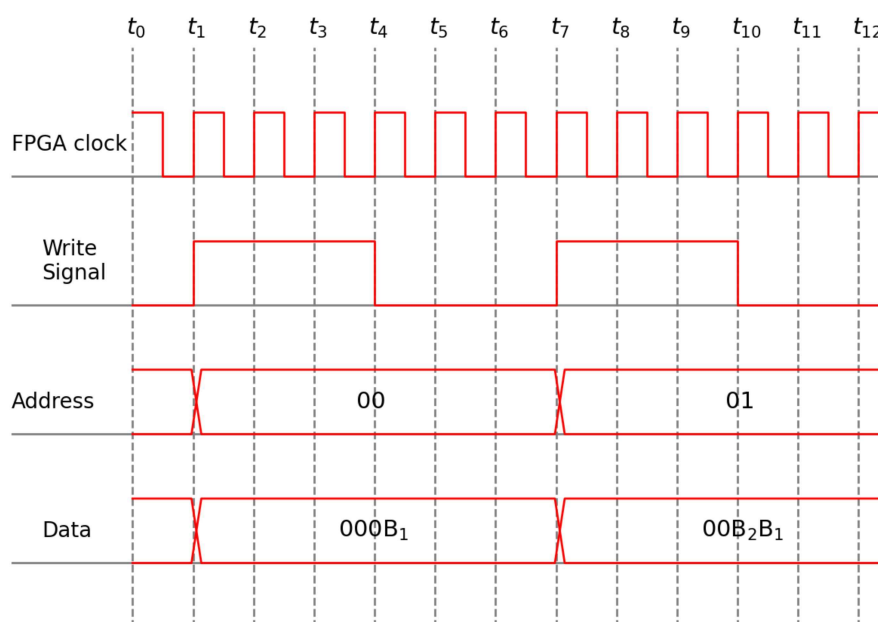 t₀ t₁ t₂ t₃ t₄ t₅ t₆ t₇ t₈ t₉ t₁₀ t₁₁ t₁₂
FPGA clock
Write
Signal
Address 00 01
Data 000B₁ 00B₂B₁